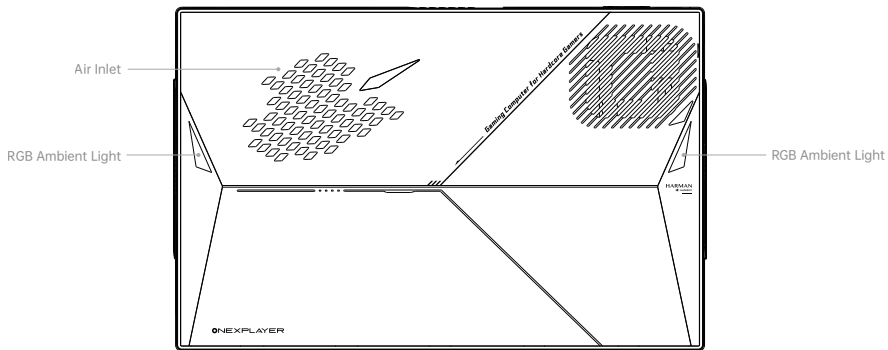 Air Inlet
Gaming Computer for Hardcore Gamers
RGB Ambient Light
RGB Ambient Light
HARMAN
ONEXPLAYER